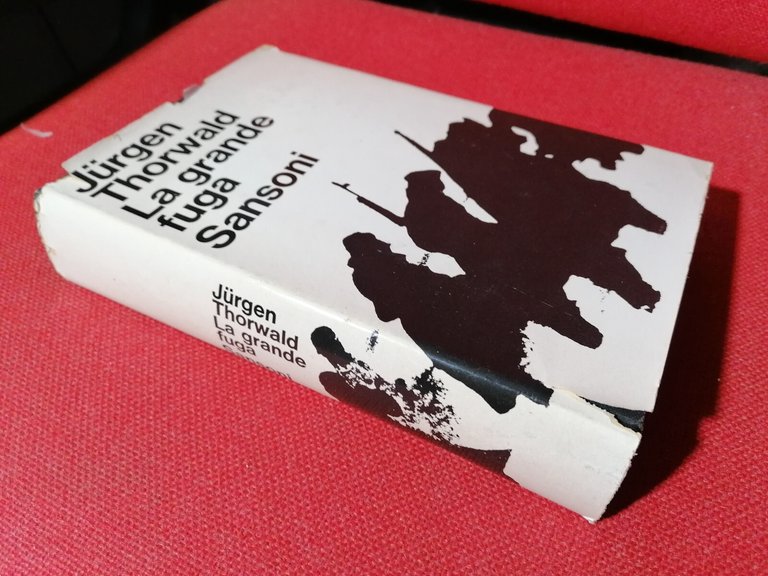 Jürgen
Thorwald
La grande
fuga
Sansoni
Jürgen
Thorwald
La grande
fuga